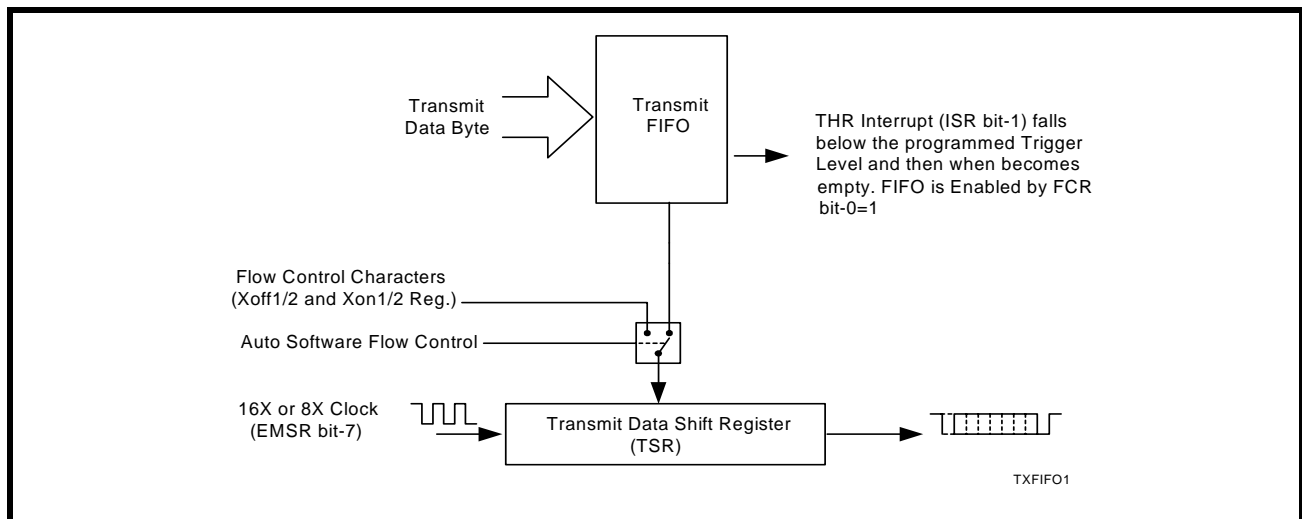 Transmit
Data Byte
Transmit
FIFO
THR Interrupt (ISR bit-1) falls
below the programmed Trigger
Level and then when becomes
empty. FIFO is Enabled by FCR
bit-0=1
Flow Control Characters
(Xoff1/2 and Xon1/2 Reg.)
Auto Software Flow Control
16X or 8X Clock
(EMSR bit-7)
Transmit Data Shift Register
(TSR)
TXFIFO1